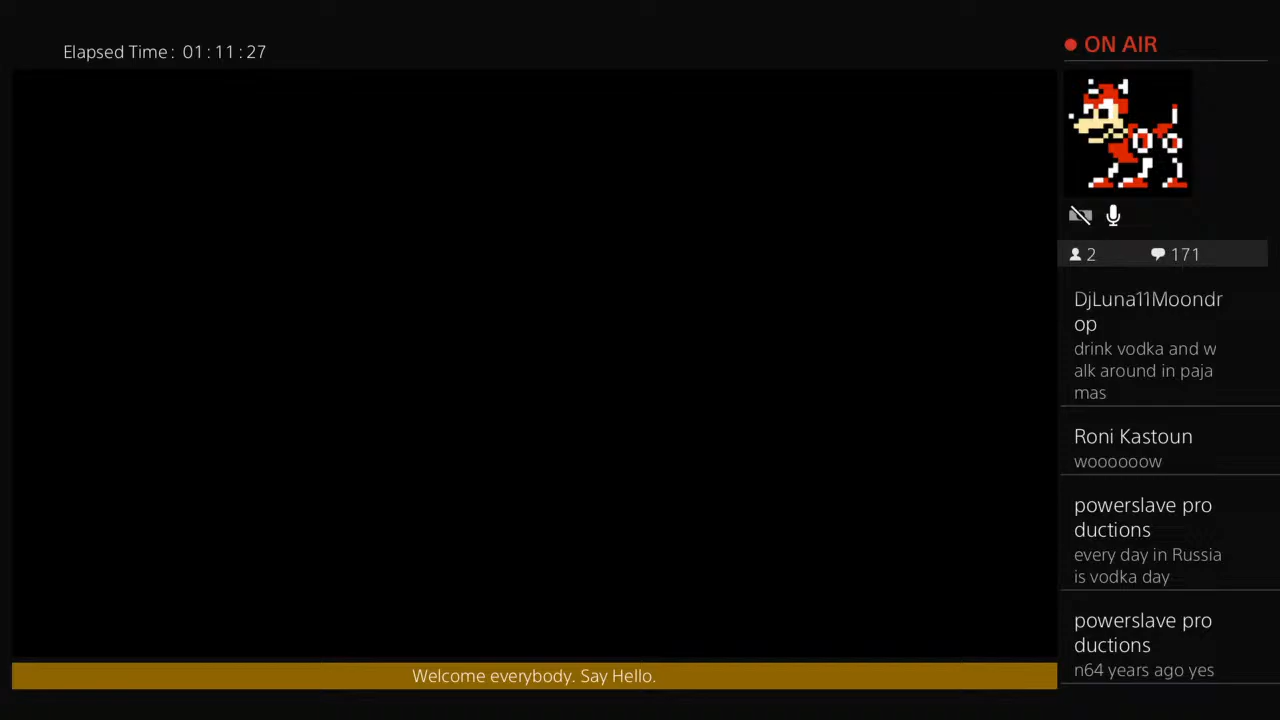 Elapsed Time: 01:11:27
ON AIR
2 171
DjLuna11Moondr
op
drink vodka and w
alk around in paja
mas
Roni Kastoun
woooooow
powerslave pro
ductions
every day in Russia
is vodka day
powerslave pro
ductions
n64 years ago yes
Welcome everybody. Say Hello.